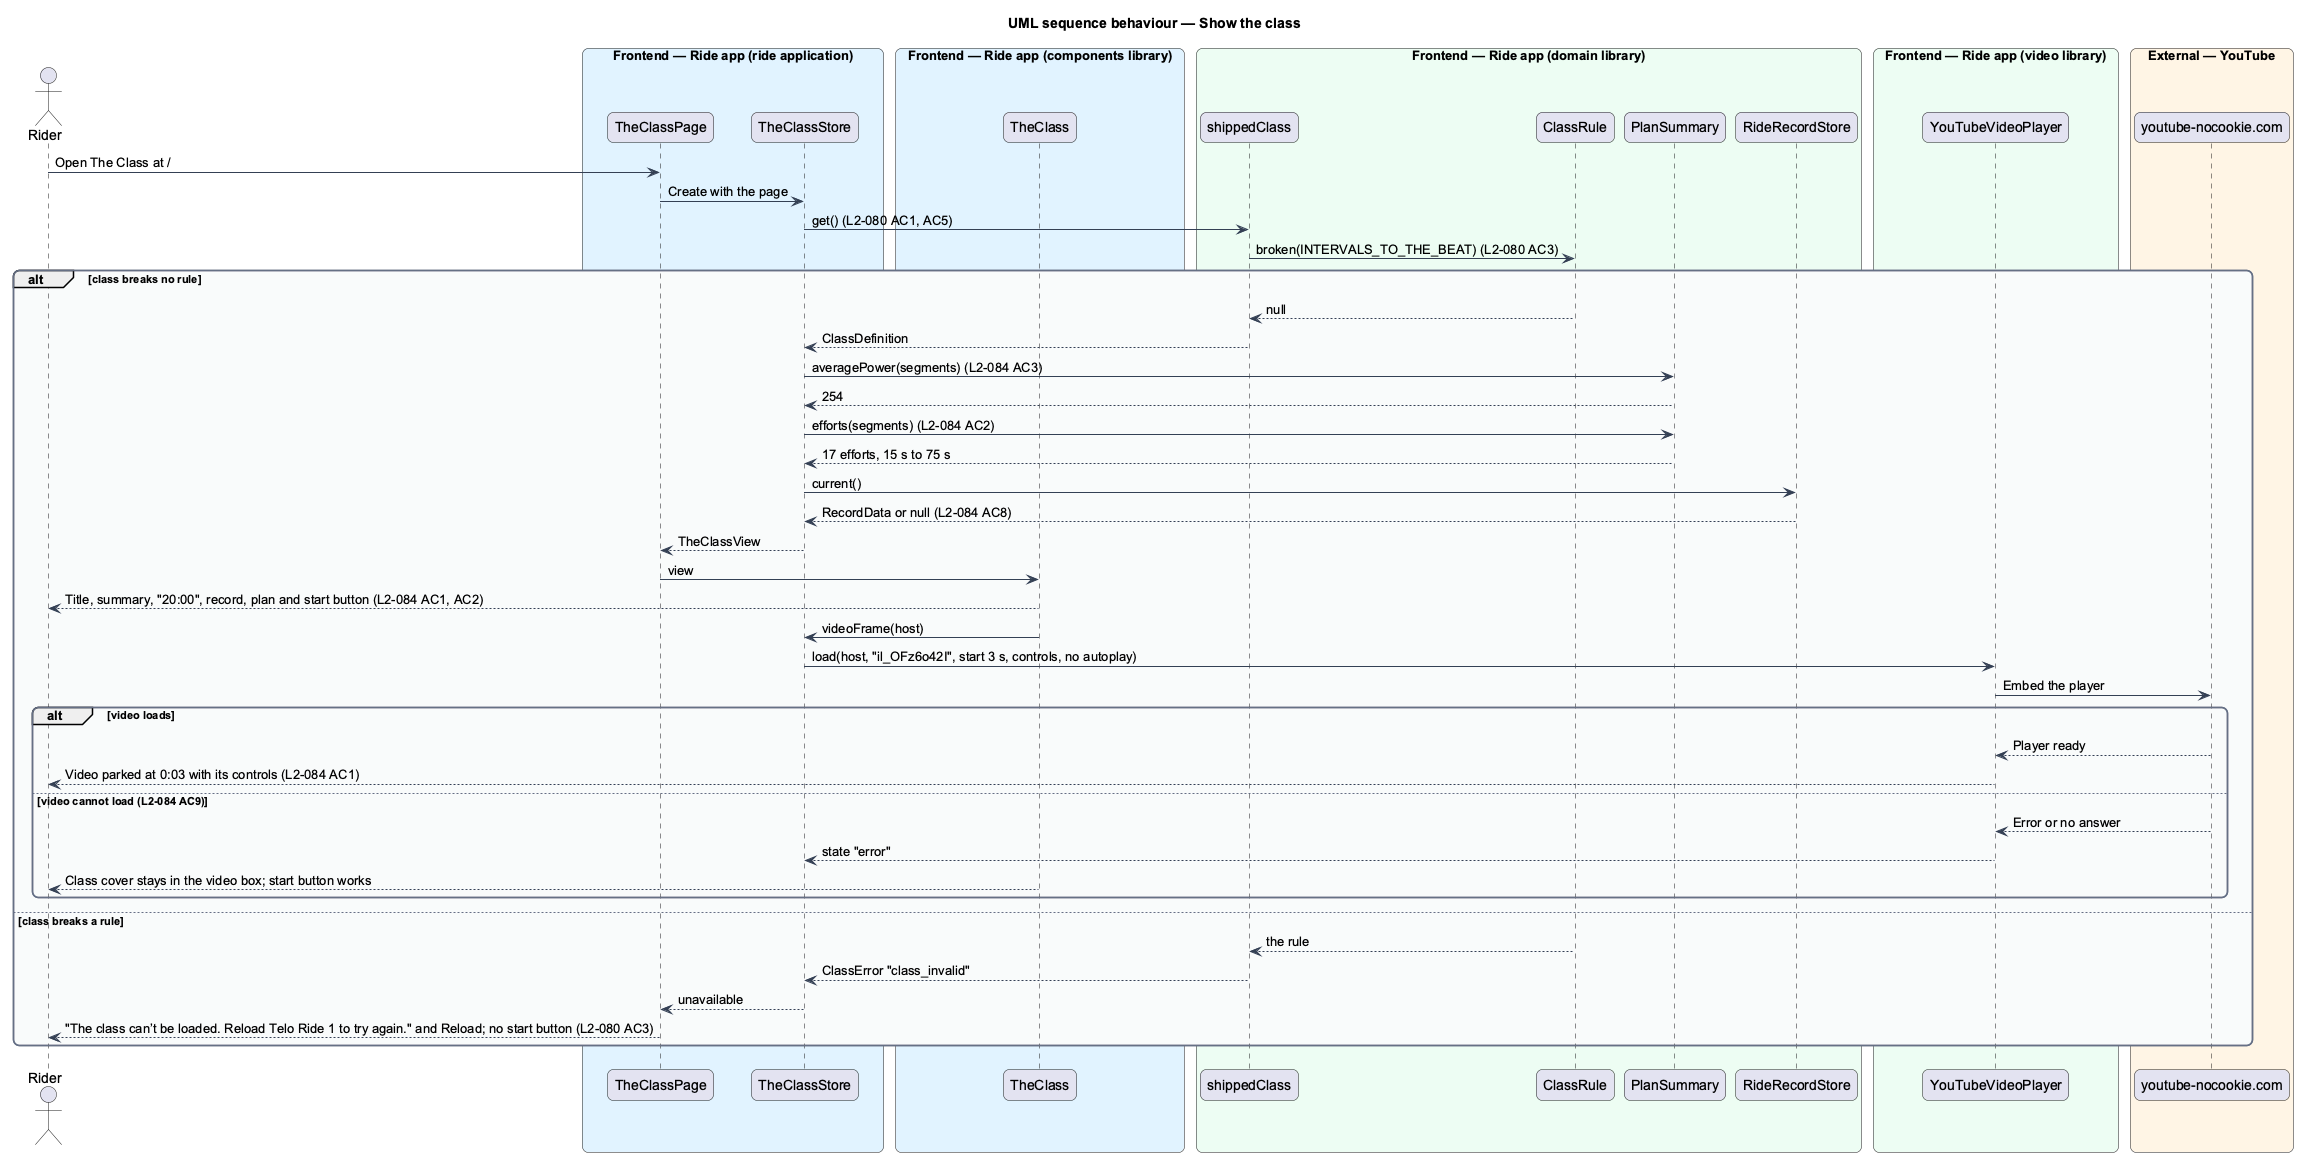 UML sequence behaviour — Show the class
Frontend — Ride app (ride application)
Frontend — Ride app (components library)
Frontend — Ride app (domain library)
Frontend — Ride app (video library)
External — YouTube
Rider
TheClassPage
TheClassStore
TheClass
shippedClass
ClassRule
PlanSummary
RideRecordStore
YouTubeVideoPlayer
youtube-nocookie.com
Open The Class at /
Create with the page
get() (L2-080 AC1, AC5)
broken(INTERVALS_TO_THE_BEAT) (L2-080 AC3)
alt [class breaks no rule]
null
ClassDefinition
averagePower(segments) (L2-084 AC3)
254
efforts(segments) (L2-084 AC2)
17 efforts, 15 s to 75 s
current()
RecordData or null (L2-084 AC8)
TheClassView
view
Title, summary, "20:00", record, plan and start button (L2-084 AC1, AC2)
videoFrame(host)
load(host, "il_OFz6o42I", start 3 s, controls, no autoplay)
Embed the player
alt [video loads]
Player ready
Video parked at 0:03 with its controls (L2-084 AC1)
[video cannot load (L2-084 AC9)]
Error or no answer
state "error"
Class cover stays in the video box; start button works
[class breaks a rule]
the rule
ClassError "class_invalid"
unavailable
"The class can’t be loaded. Reload Telo Ride 1 to try again." and Reload; no start button (L2-080 AC3)
Rider
TheClassPage
TheClassStore
TheClass
shippedClass
ClassRule
PlanSummary
RideRecordStore
YouTubeVideoPlayer
youtube-nocookie.com